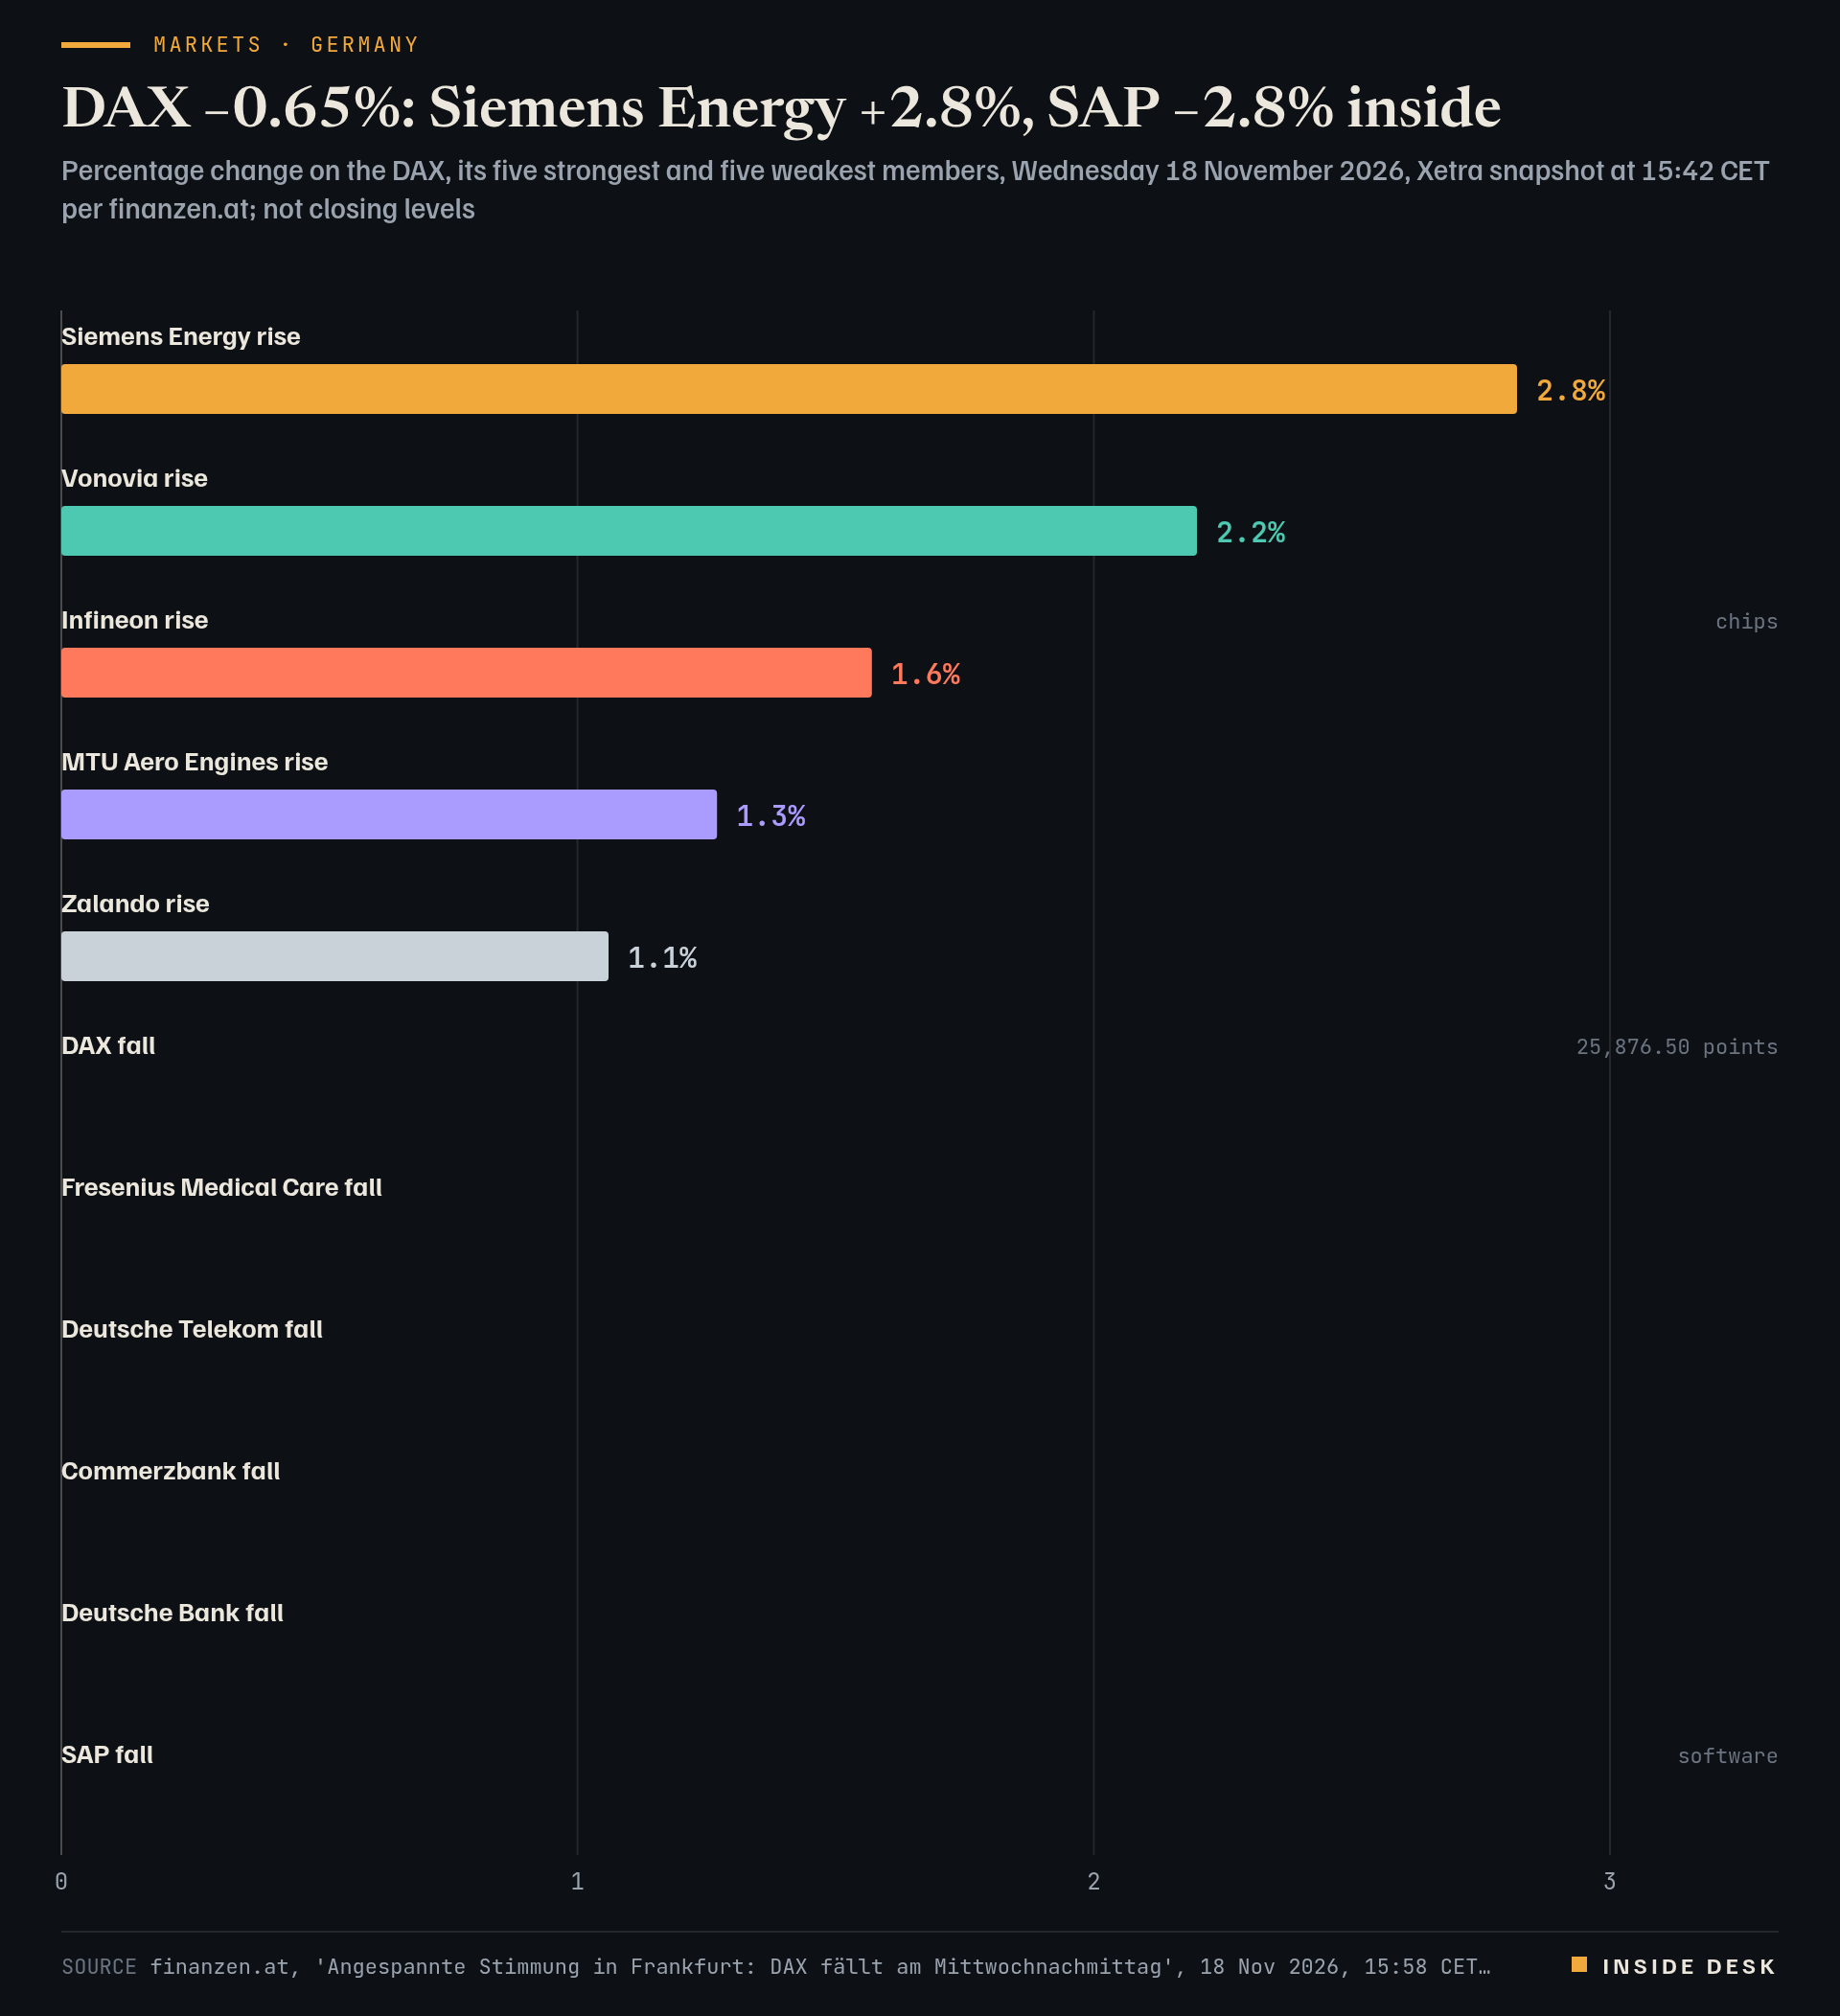 MARKETS · GERMANY
DAX −0.65%: Siemens Energy +2.8%, SAP −2.8% inside
Percentage change on the DAX, its five strongest and five weakest members, Wednesday 18 November 2026, Xetra snapshot at 15:42 CET
per finanzen.at; not closing levels
Siemens Energy rise
2.8%
Vonovia rise
2.2%
Infineon rise
chips
1.6%
MTU Aero Engines rise
1.3%
Zalando rise
1.1%
DAX fall
25,876.50 points
Fresenius Medical Care fall
Deutsche Telekom fall
Commerzbank fall
Deutsche Bank fall
SAP fall
software
0 1 2 3
SOURCE finanzen.at, 'Angespannte Stimmung in Frankfurt: DAX fällt am Mittwochnachmittag', 18 Nov 2026, 15:58 CET…
INSIDE DESK